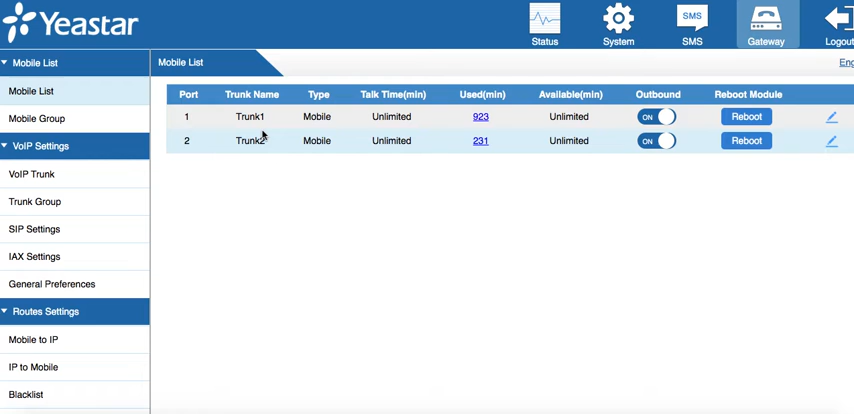 Yeastar
Status System SMS SMS Gateway Logout
Mobile List
Mobile List
Mobile Group
VoIP Settings
VoIP Trunk
Trunk Group
SIP Settings
IAX Settings
General Preferences
Routes Settings
Mobile to IP
IP to Mobile
Blacklist
Mobile List
Eng
Port Trunk Name Type Talk Time(min) Used(min) Available(min) Outbound Reboot Module
1 Trunk1 Mobile Unlimited 923 Unlimited ON Reboot
2 Trunk2 Mobile Unlimited 231 Unlimited ON Reboot